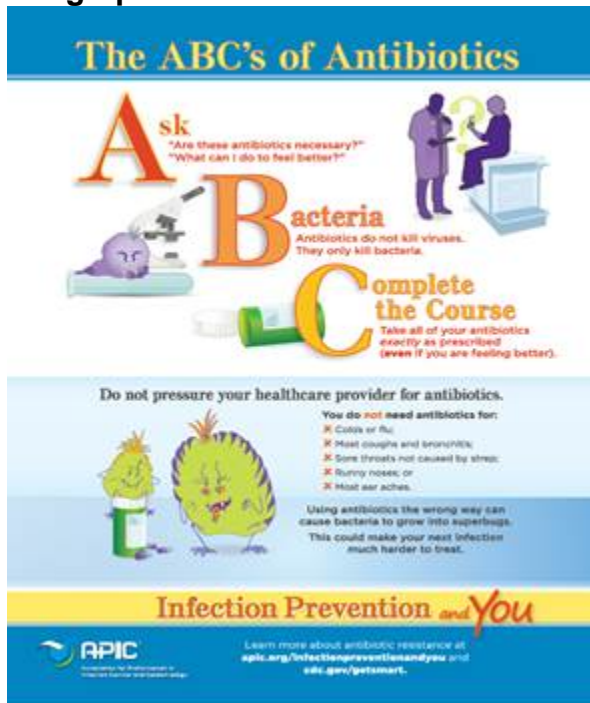 The ABC's of Antibiotics
Ask
"Are these antibiotics necessary?"
"What can I do to feel better?"
Bacteria
Antibiotics do not kill viruses.
They only kill bacteria.
Complete
the Course
Take all of your antibiotics
exactly as prescribed
(even if you are feeling better).
Do not pressure your healthcare provider for antibiotics.
You do not need antibiotics for:
✗ Colds or flu;
✗ Most coughs and bronchitis;
✗ Sore throats not caused by strep;
✗ Runny noses; or
✗ Most ear aches.
Using antibiotics the wrong way can
cause bacteria to grow into superbugs.
This could make your next infection
much harder to treat.
Infection Prevention and You
APIC
Learn more about antibiotic resistance at
apic.org/infectionpreventionandyou and
cdc.gov/getsmart.